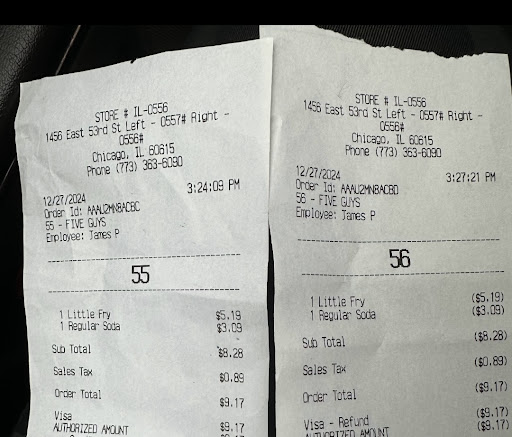 STORE # IL-0556
1456 East 53rd St Left - 0557# Right -
0556#
Chicago, IL 60615
Phone (773) 363-6090
12/27/2024 3:24:09 PM
Order Id: AAAU2MN8ACBC
55 - FIVE GUYS
Employee: James P
55
1 Little Fry $5.19
1 Regular Soda $3.09
Sub Total $8.28
Sales Tax $0.89
Order Total $9.17
Visa $9.17
AUTHORIZED AMOUNT $9.17
STORE # IL-0556
1456 East 53rd St Left - 0557# Right -
0556#
Chicago, IL 60615
Phone (773) 363-6090
12/27/2024 3:27:21 PM
Order Id: AAAU2MN8ACBD
56 - FIVE GUYS
Employee: James P
56
1 Little Fry ($5.19)
1 Regular Soda ($3.09)
Sub Total ($8.28)
Sales Tax ($0.89)
Order Total ($9.17)
Visa - Refund ($9.17)
AUTHORIZED AMOUNT ($9.17)